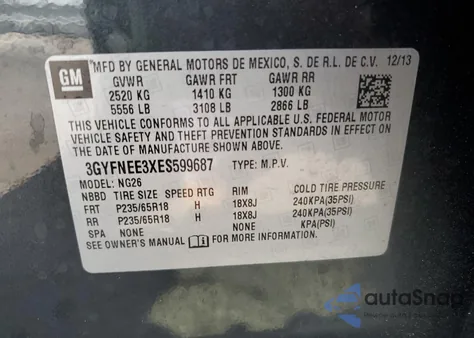 GM
MFD BY GENERAL MOTORS DE MEXICO, S. DE R.L. DE C.V. 12/13
GVWR GAWR FRT GAWR RR
2520 KG 1410 KG 1300 KG
5556 LB 3108 LB 2866 LB
THIS VEHICLE CONFORMS TO ALL APPLICABLE U.S. FEDERAL MOTOR
VEHICLE SAFETY AND THEFT PREVENTION STANDARDS IN
EFFECT ON THE DATE OF MANUFACTURE SHOWN ABOVE.
3GYFNEE3XES599687 TYPE: M.P.V.
MODEL: NG26
NBBD TIRE SIZE SPEED RTG RIM COLD TIRE PRESSURE
FRT P235/65R18 H 18X8J 240KPA(35PSI)
RR P235/65R18 H 18X8J 240KPA(35PSI)
SPA NONE NONE KPA(PSI)
SEE OWNER'S MANUAL FOR MORE INFORMATION.
autoSnap